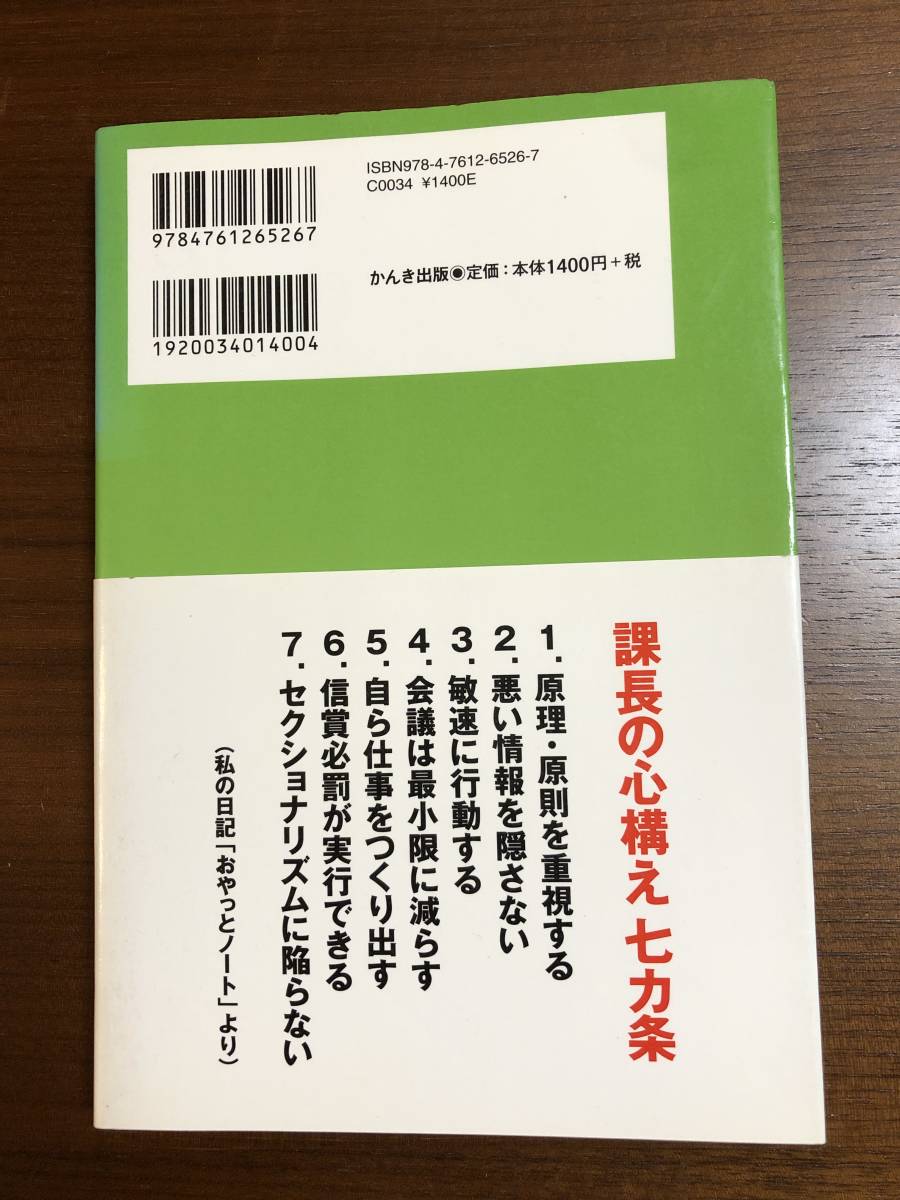 ISBN978-4-7612-6526-7
C0034 ¥1400E
9784761265267
かんき出版◉定価：本体1400円＋税
1920034014004
課長の心構え 七カ条
1. 原理・原則を重視する
2. 悪い情報を隠さない
3. 敏速に行動する
4. 会議は最小限に減らす
5. 自ら仕事をつくり出す
6. 信賞必罰が実行できる
7. セクショナリズムに陥らない
（私の日記「おやっとノート」より）